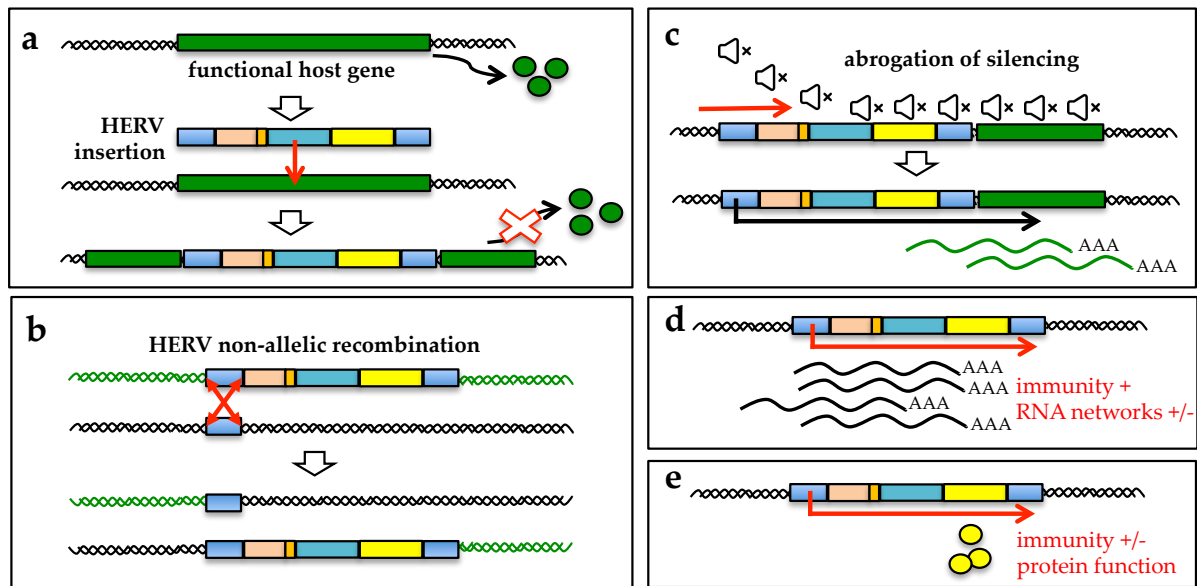 a
functional host gene
HERV
insertion
b
HERV non-allelic recombination
c
abrogation of silencing
AAA
AAA
d
AAA
AAA
AAA
AAA
immunity +
RNA networks +/-
e
immunity +/-
protein function